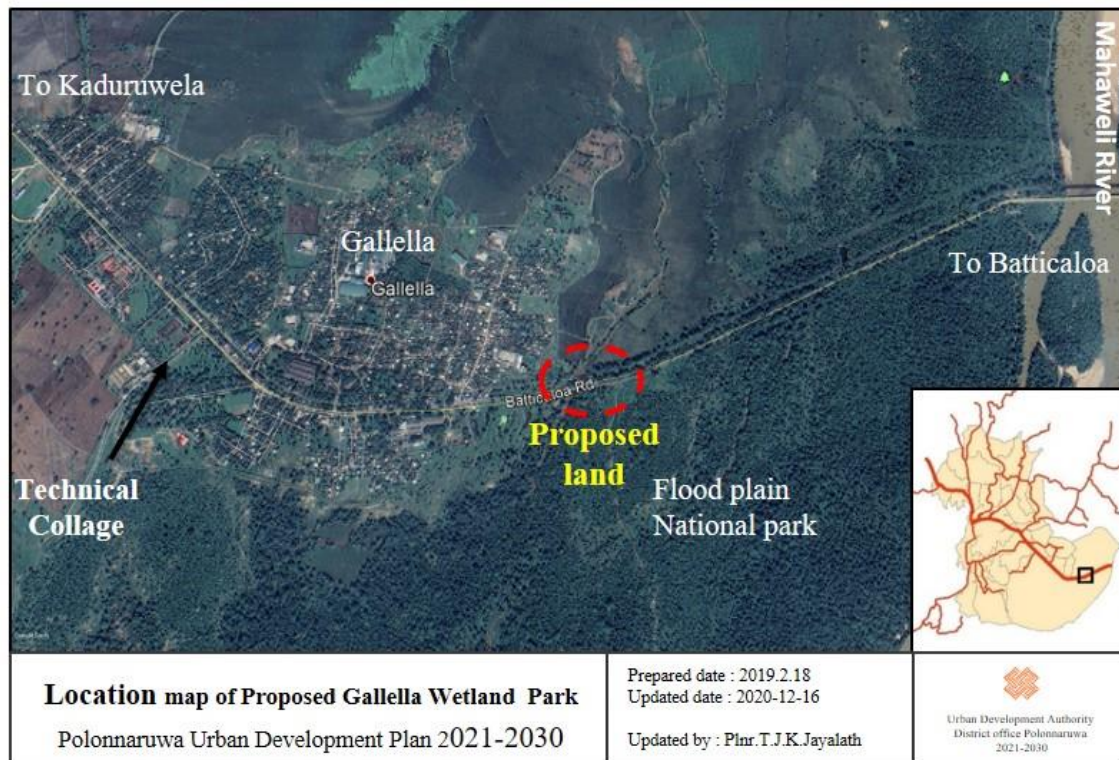 To Kaduruwela
Mahaweli River
Gallella
Gallella
To Batticaloa
Batticaloa Rd
Proposed
land
Technical
Collage
Flood plain
National park
Google Earth
Location map of Proposed Gallella Wetland Park
Polonnaruwa Urban Development Plan 2021-2030
Prepared date : 2019.2.18
Updated date : 2020-12-16
Updated by : Plnr.T.J.K.Jayalath
Urban Development Authority
District office Polonnaruwa
2021-2030